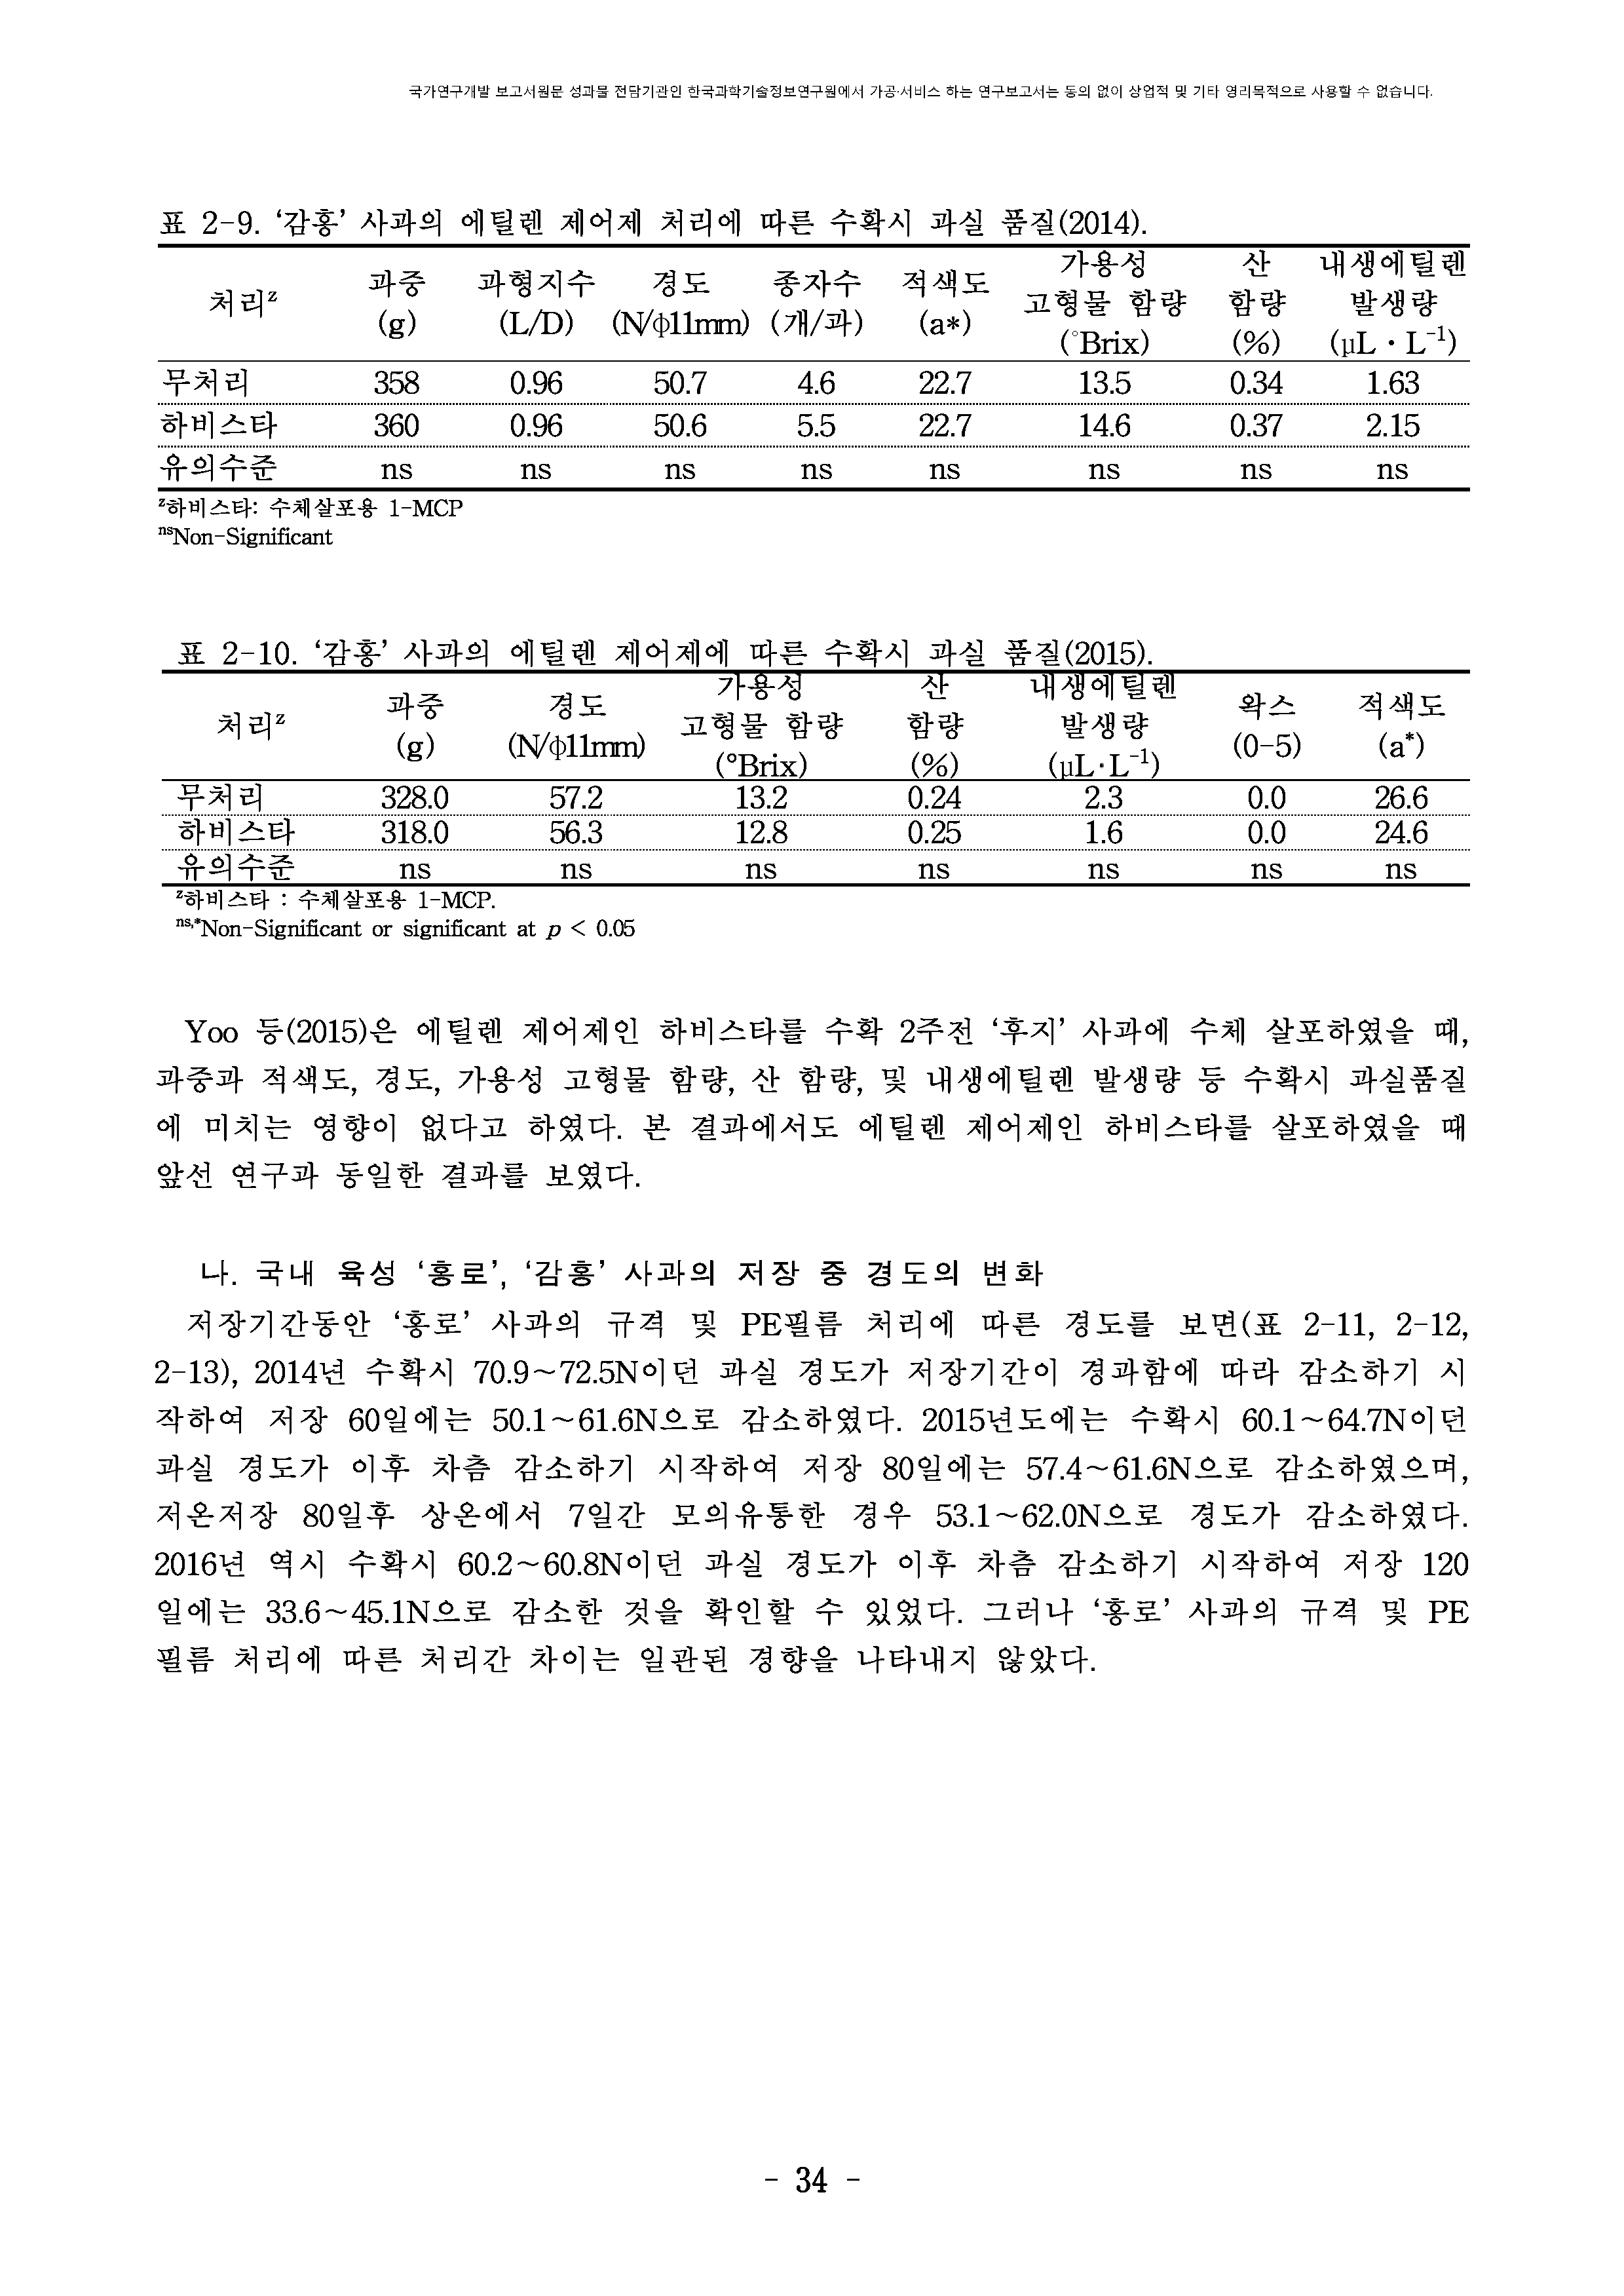 국가연구개발 보고서원문 성과물 전담기관인 한국과학기술정보연구원에서 가공·서비스 하는 연구보고서는 동의 없이 상업적 및 기타 영리목적으로 사용할 수 없습니다.
표 2-9. ‘감홍’ 사과의 에틸렌 제어제 처리에 따른 수확시 과실 품질(2014).
처리ᶻ 과중 (g) 과형지수 (L/D) 경도 (N/φ11mm) 종자수 (개/과) 적색도 (a*) 가용성 고형물 함량 (°Brix) 산 함량 (%) 내생에틸렌 발생량 (μL·L⁻¹)
무처리 358 0.96 50.7 4.6 22.7 13.5 0.34 1.63
하비스타 360 0.96 50.6 5.5 22.7 14.6 0.37 2.15
유의수준 ns ns ns ns ns ns ns ns
ᶻ하비스타: 수체살포용 1-MCP
ⁿˢNon-Significant
표 2-10. ‘감홍’ 사과의 에틸렌 제어제에 따른 수확시 과실 품질(2015).
처리ᶻ 과중 (g) 경도 (N/φ11mm) 가용성 고형물 함량 (°Brix) 산 함량 (%) 내생에틸렌 발생량 (μL·L⁻¹) 왁스 (0-5) 적색도 (a*)
무처리 328.0 57.2 13.2 0.24 2.3 0.0 26.6
하비스타 318.0 56.3 12.8 0.25 1.6 0.0 24.6
유의수준 ns ns ns ns ns ns ns
ᶻ하비스타 : 수체살포용 1-MCP.
ⁿˢ,*Non-Significant or significant at p < 0.05
Yoo 등(2015)은 에틸렌 제어제인 하비스타를 수확 2주전 ‘후지’ 사과에 수체 살포하였을 때,
과중과 적색도, 경도, 가용성 고형물 함량, 산 함량, 및 내생에틸렌 발생량 등 수확시 과실품질
에 미치는 영향이 없다고 하였다. 본 결과에서도 에틸렌 제어제인 하비스타를 살포하였을 때
앞선 연구과 동일한 결과를 보였다.
나. 국내 육성 ‘홍로’, ‘감홍’ 사과의 저장 중 경도의 변화
저장기간동안 ‘홍로’ 사과의 규격 및 PE필름 처리에 따른 경도를 보면(표 2-11, 2-12,
2-13), 2014년 수확시 70.9~72.5N이던 과실 경도가 저장기간이 경과함에 따라 감소하기 시
작하여 저장 60일에는 50.1~61.6N으로 감소하였다. 2015년도에는 수확시 60.1~64.7N이던
과실 경도가 이후 차츰 감소하기 시작하여 저장 80일에는 57.4~61.6N으로 감소하였으며,
저온저장 80일후 상온에서 7일간 모의유통한 경우 53.1~62.0N으로 경도가 감소하였다.
2016년 역시 수확시 60.2~60.8N이던 과실 경도가 이후 차츰 감소하기 시작하여 저장 120
일에는 33.6~45.1N으로 감소한 것을 확인할 수 있었다. 그러나 ‘홍로’ 사과의 규격 및 PE
필름 처리에 따른 처리간 차이는 일관된 경향을 나타내지 않았다.
- 34 -